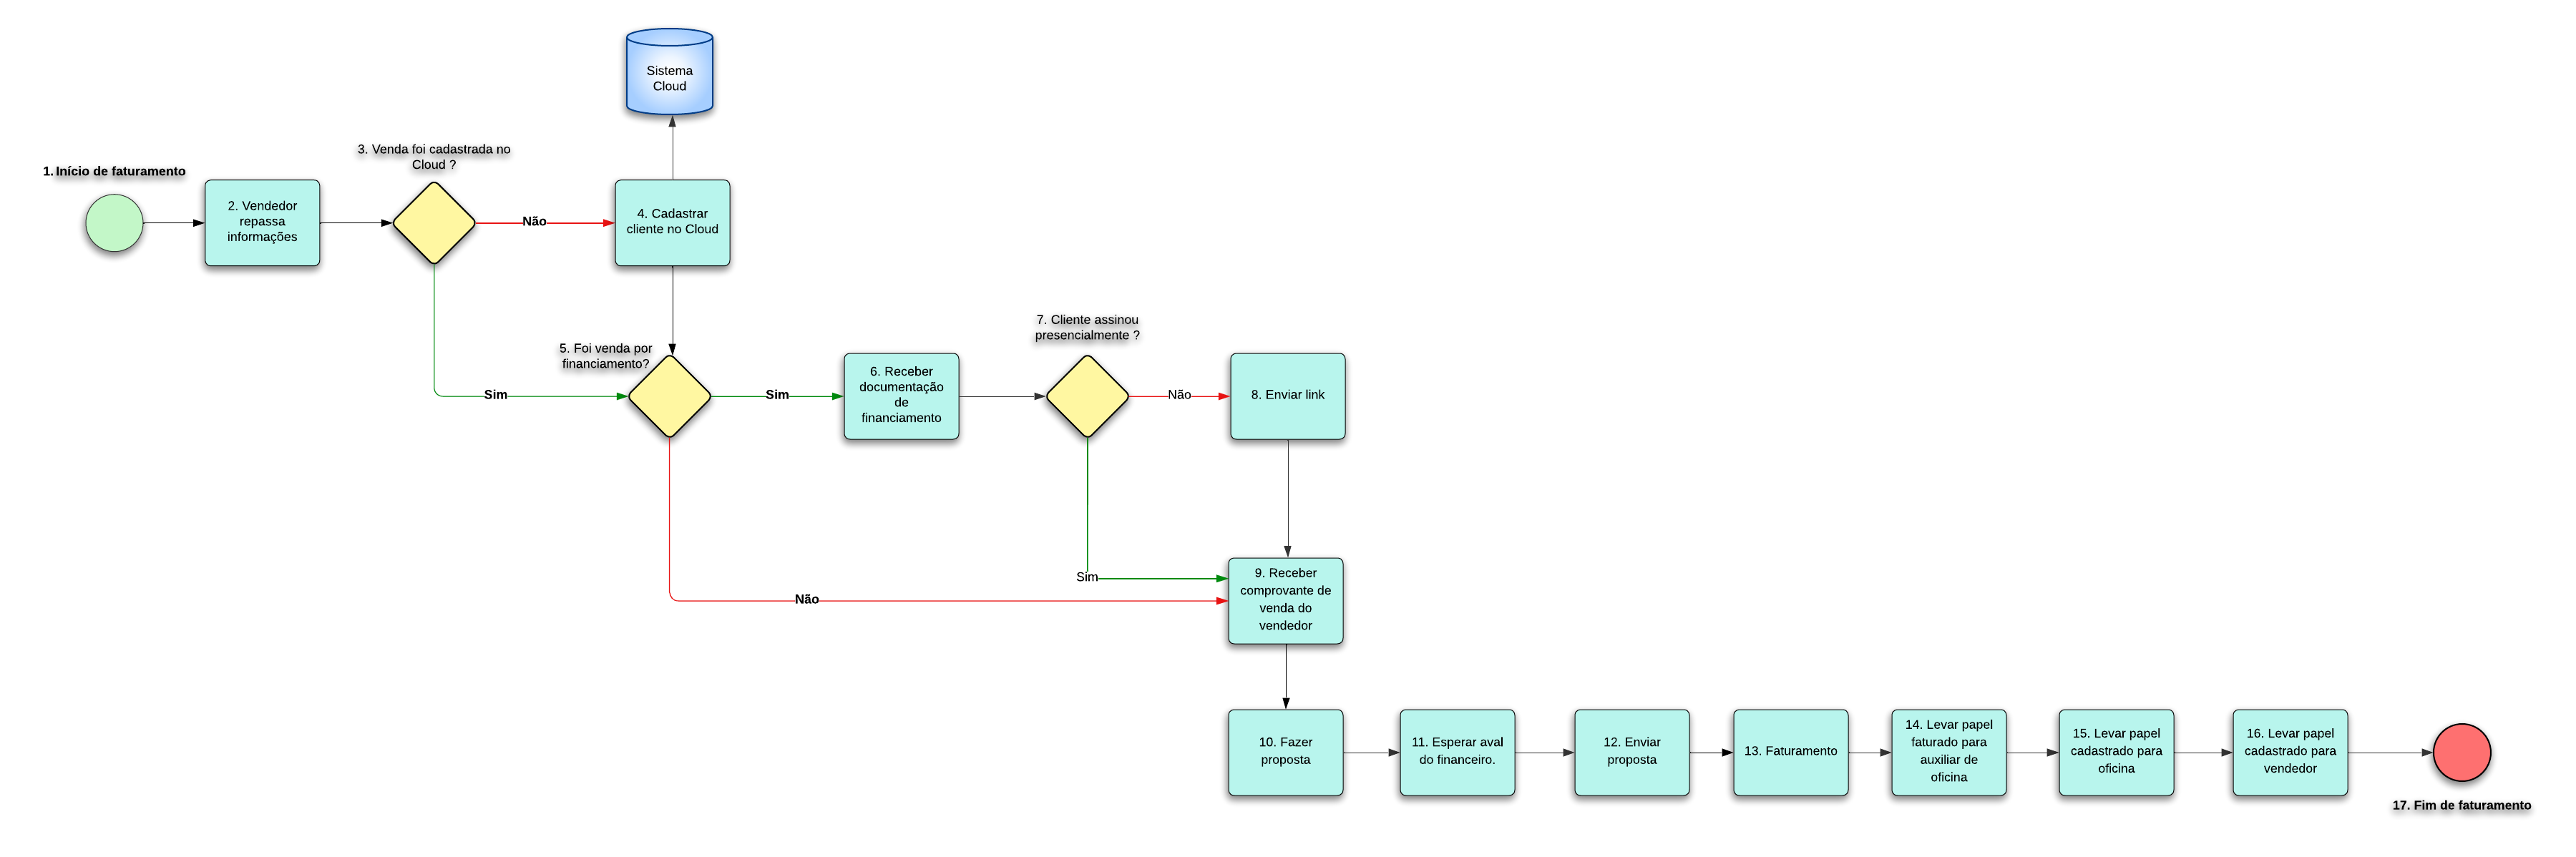 Sistema
Cloud
3. Venda foi cadastrada no
Cloud ?
1. Início de faturamento
2. Vendedor
repassa
informações
Não
4. Cadastrar
cliente no Cloud
7. Cliente assinou
presencialmente ?
5. Foi venda por
financiamento?
Sim
Sim
6. Receber
documentação
de
financiamento
Não
8. Enviar link
Sim
Não
9. Receber
comprovante de
venda do
vendedor
10. Fazer
proposta
11. Esperar aval
do financeiro.
12. Enviar
proposta
13. Faturamento
14. Levar papel
faturado para
auxiliar de
oficina
15. Levar papel
cadastrado para
oficina
16. Levar papel
cadastrado para
vendedor
17. Fim de faturamento